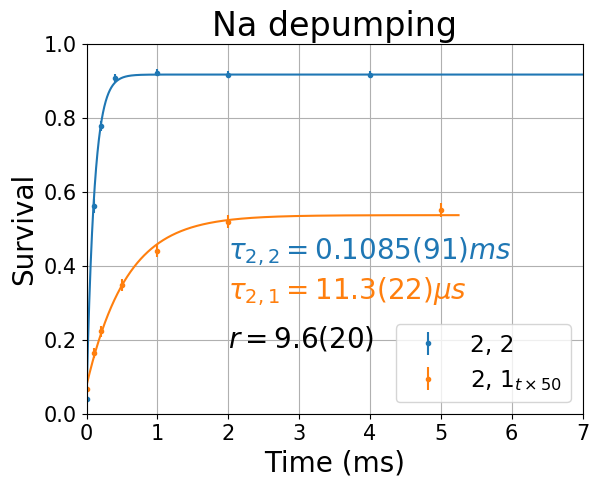 Na depumping
Survival
1.0
0.8
0.6
0.4
0.2
0.0
τ₂,₂ = 0.1085(91)ms
τ₂,₁ = 11.3(22)μs
r = 9.6(20)
2, 2
2, 1ₜ×₅₀
0 1 2 3 4 5 6 7
Time (ms)